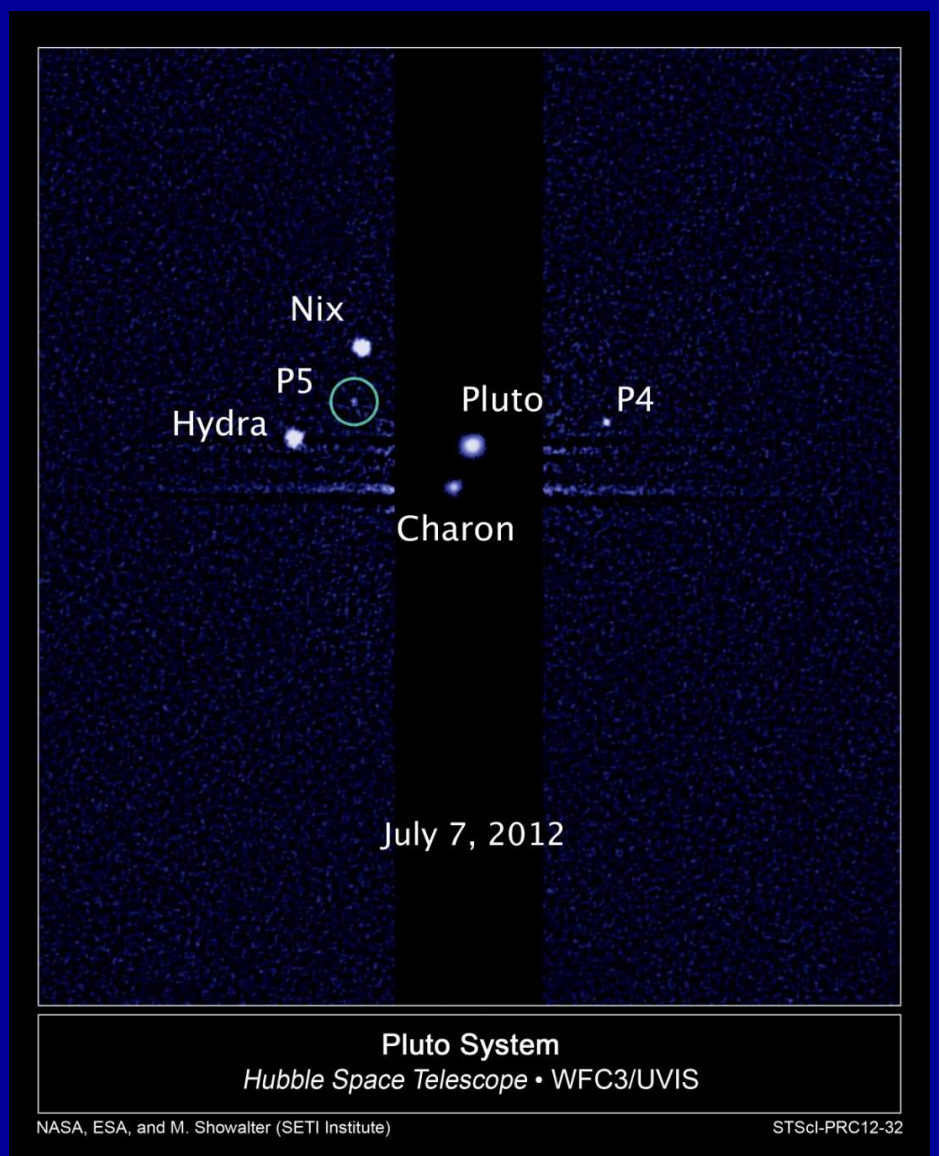 Nix
P5
Pluto
P4
Hydra
Charon
July 7, 2012
Pluto System
Hubble Space Telescope • WFC3/UVIS
NASA, ESA, and M. Showalter (SETI Institute)
STScI-PRC12-32